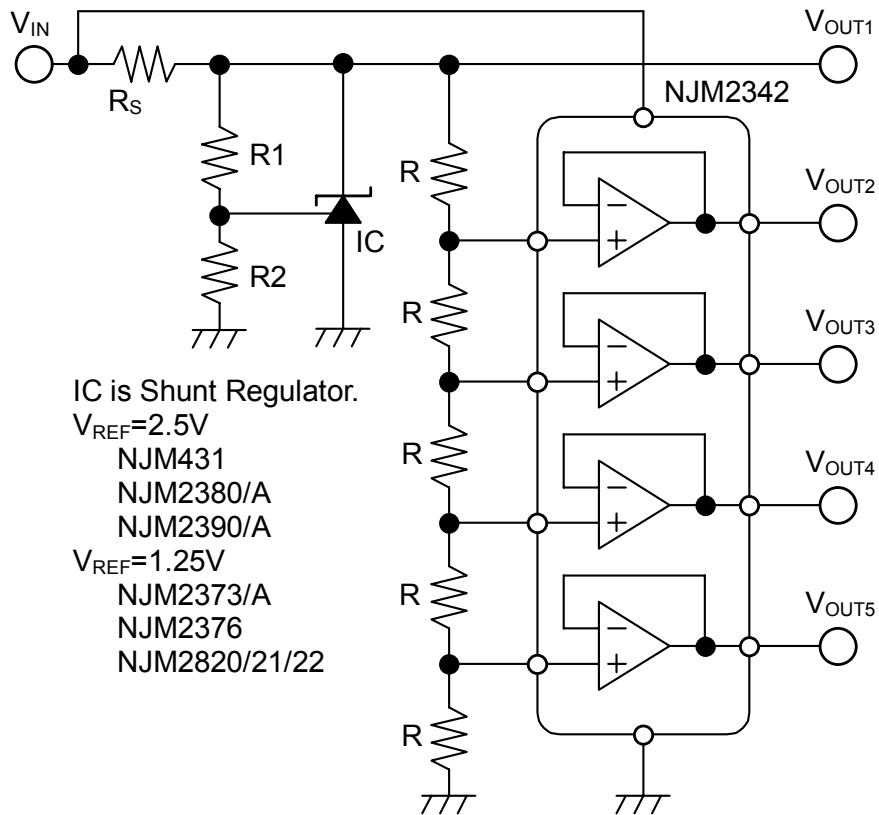 VIN
VOUT1
RS
NJM2342
R1
R
VOUT2
IC
R2
R
VOUT3
IC is Shunt Regulator.
VREF=2.5V
NJM431
NJM2380/A
NJM2390/A
VREF=1.25V
NJM2373/A
NJM2376
NJM2820/21/22
R
VOUT4
R
VOUT5
R
− +
− +
− +
− +